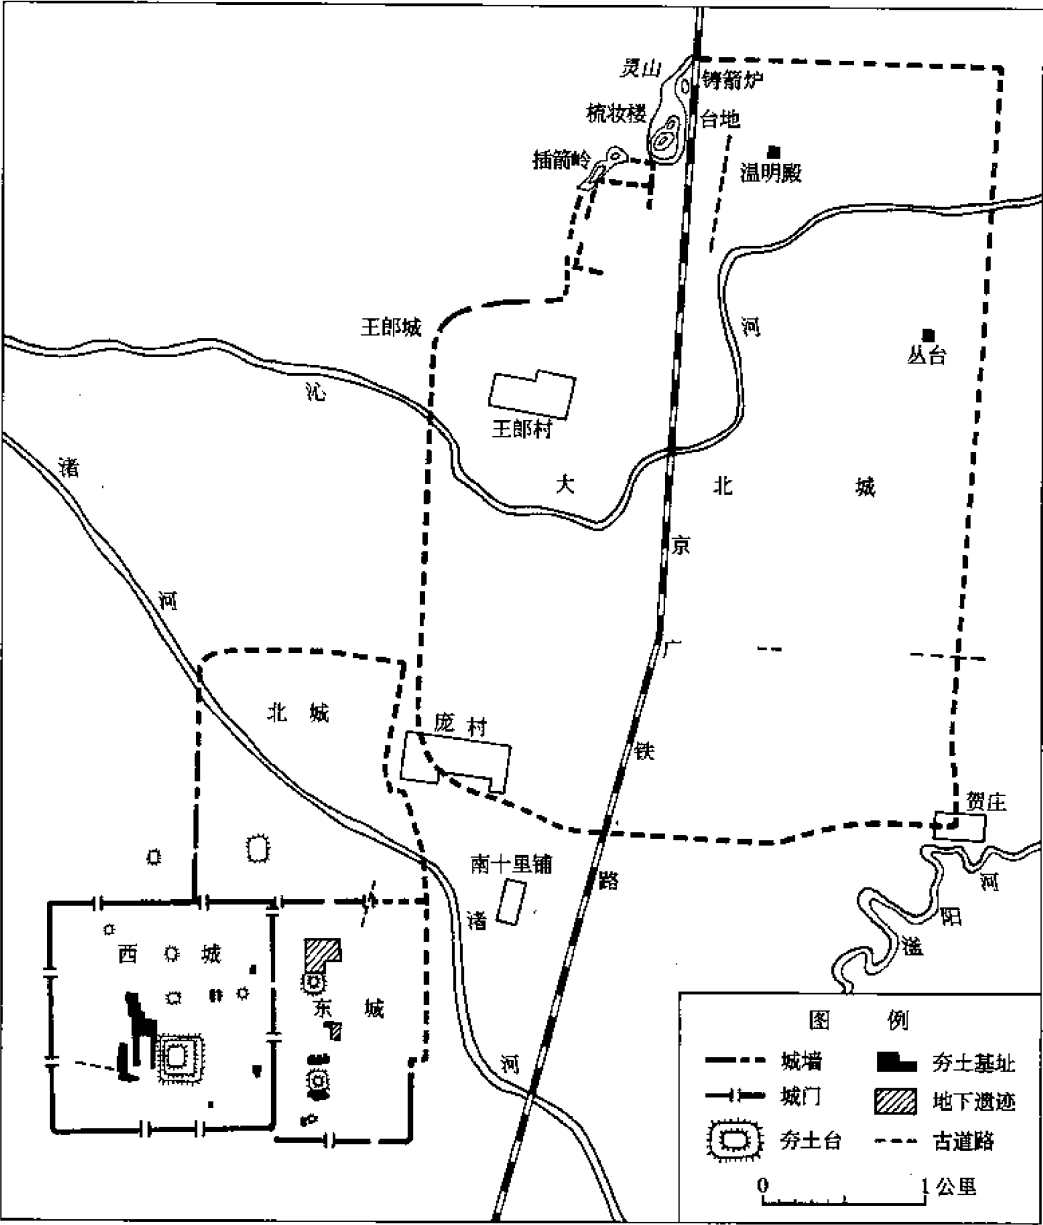 灵山
铸箭炉
梳妆楼
台地
插箭岭
温明殿
王郎城
河
丛台
沁
王郎村
渚
大北城
京
河
广
北城
庞村
铁
贺庄
南十里铺
路
河
渚
阳
西城
滏
东城
河
图例
城墙
夯土基址
城门
地下遗迹
夯土台
古道路
0 1公里